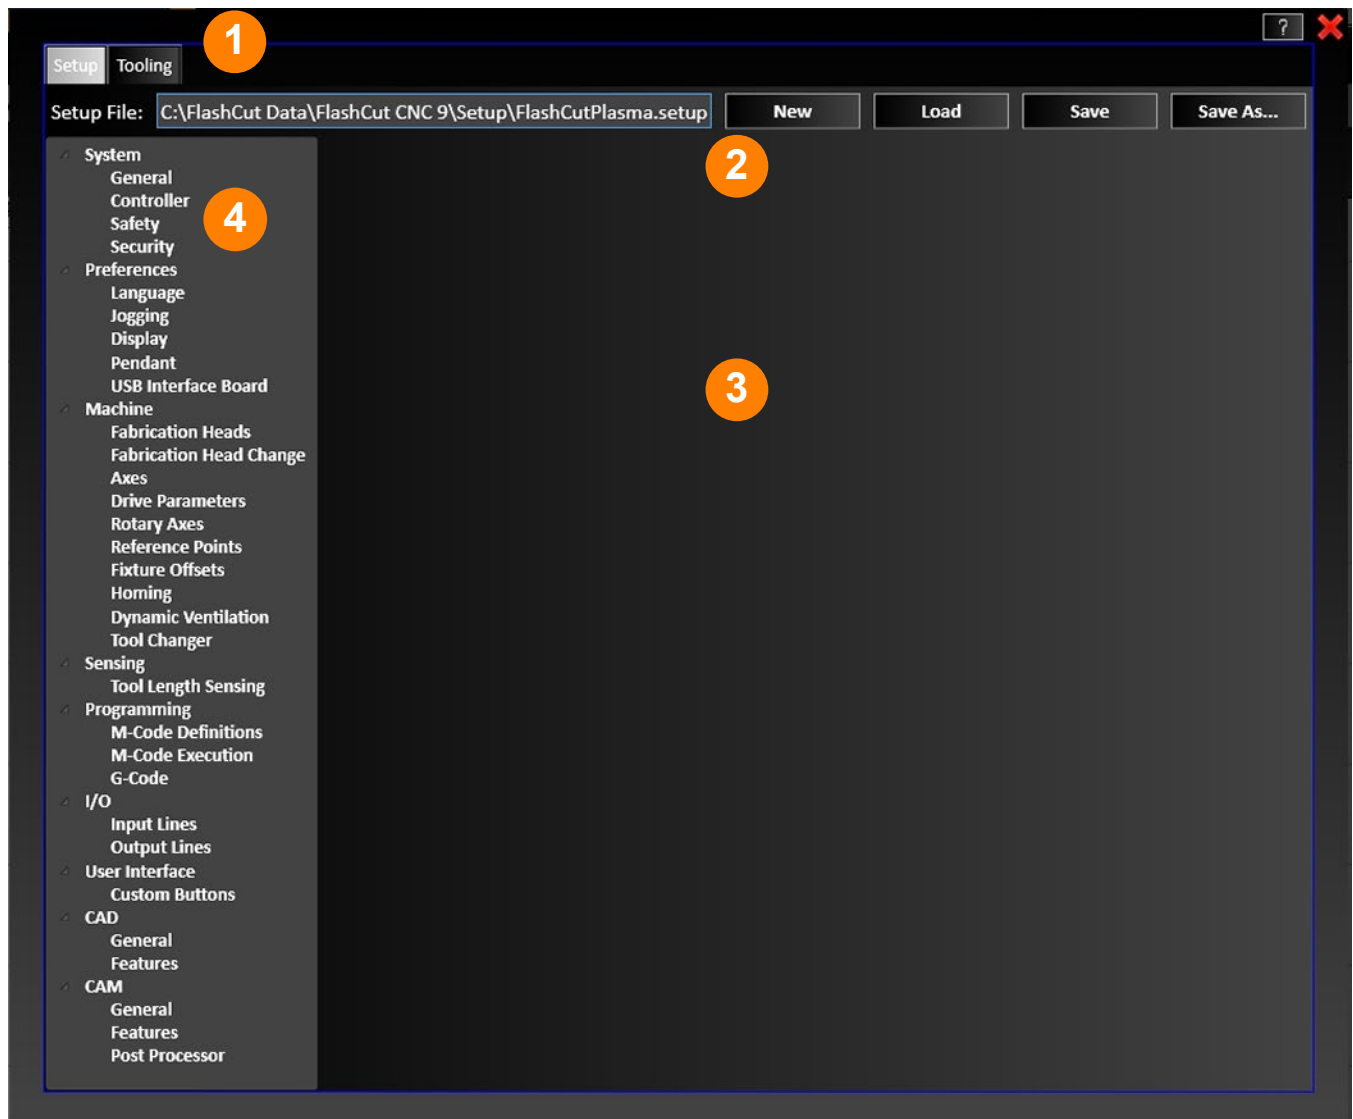 ?
1
Setup Tooling
Setup File: C:\FlashCut Data\FlashCut CNC 9\Setup\FlashCutPlasma.setup New Load Save Save As...
2
System
General
Controller
4
Safety
Security
Preferences
Language
Jogging
Display
Pendant
USB Interface Board
3
Machine
Fabrication Heads
Fabrication Head Change
Axes
Drive Parameters
Rotary Axes
Reference Points
Fixture Offsets
Homing
Dynamic Ventilation
Tool Changer
Sensing
Tool Length Sensing
Programming
M-Code Definitions
M-Code Execution
G-Code
I/O
Input Lines
Output Lines
User Interface
Custom Buttons
CAD
General
Features
CAM
General
Features
Post Processor